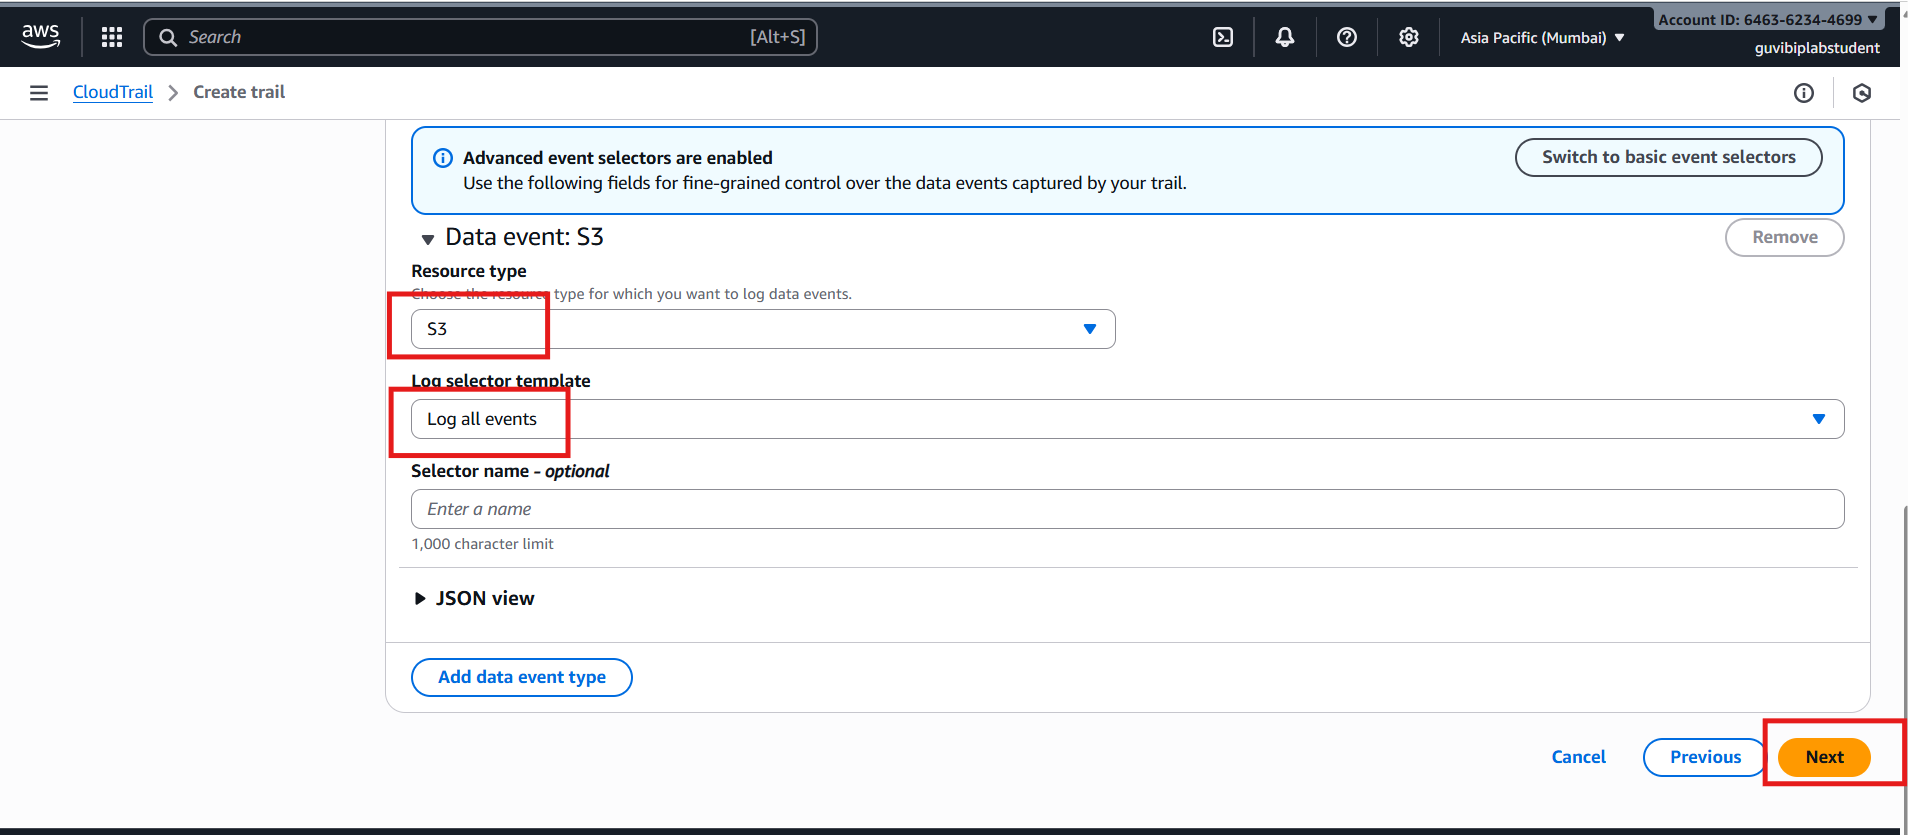 aws
Search [Alt+S]
Asia Pacific (Mumbai)
Account ID: 6463-6234-4699
guvibiplabstudent
CloudTrail > Create trail
Advanced event selectors are enabled
Switch to basic event selectors
Use the following fields for fine-grained control over the data events captured by your trail.
Data event: S3
Remove
Resource type
Choose the resource type for which you want to log data events.
S3
Log selector template
Log all events
Selector name - optional
Enter a name
1,000 character limit
JSON view
Add data event type
Cancel
Previous
Next